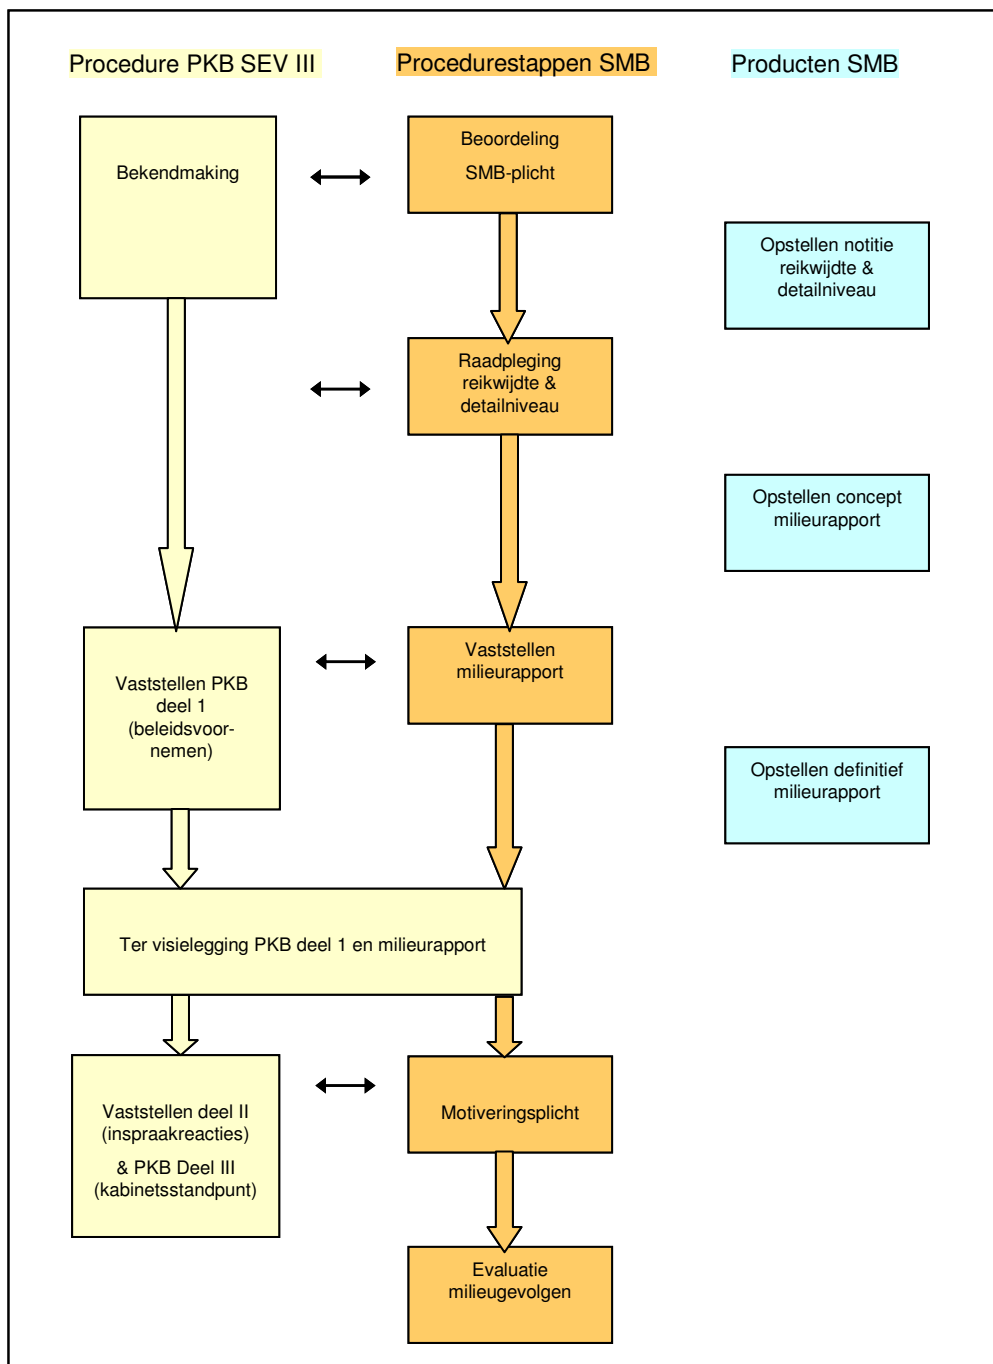 Procedure PKB SEV III
Procedurestappen SMB
Producten SMB
Bekendmaking
Beoordeling
SMB-plicht
Opstellen notitie
reikwijdte &
detailniveau
Raadpleging
reikwijdte &
detailniveau
Opstellen concept
milieurapport
Vaststellen PKB
deel 1
(beleidsvoor-
nemen)
Vaststellen
milieurapport
Opstellen definitief
milieurapport
Ter visielegging PKB deel 1 en milieurapport
Vaststellen deel II
(inspraakreacties)
& PKB Deel III
(kabinetsstandpunt)
Motiveringsplicht
Evaluatie
milieugevolgen